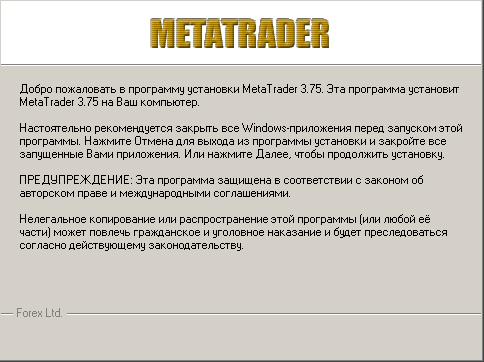 METATRADER
Добро пожаловать в программу установки MetaTrader 3.75. Эта программа установит
MetaTrader 3.75 на Ваш компьютер.
Настоятельно рекомендуется закрыть все Windows-приложения перед запуском этой
программы. Нажмите Отмена для выхода из программы установки и закройте все
запущенные Вами приложения. Или нажмите Далее, чтобы продолжить установку.
ПРЕДУПРЕЖДЕНИЕ: Эта программа защищена в соответствии с законом об
авторском праве и международными соглашениями.
Нелегальное копирование или распространие этой программы (или любой её
части) может повлечь гражданское и уголовное наказание и будет преследоваться
согласно действующему законодательству.
Forex Ltd.